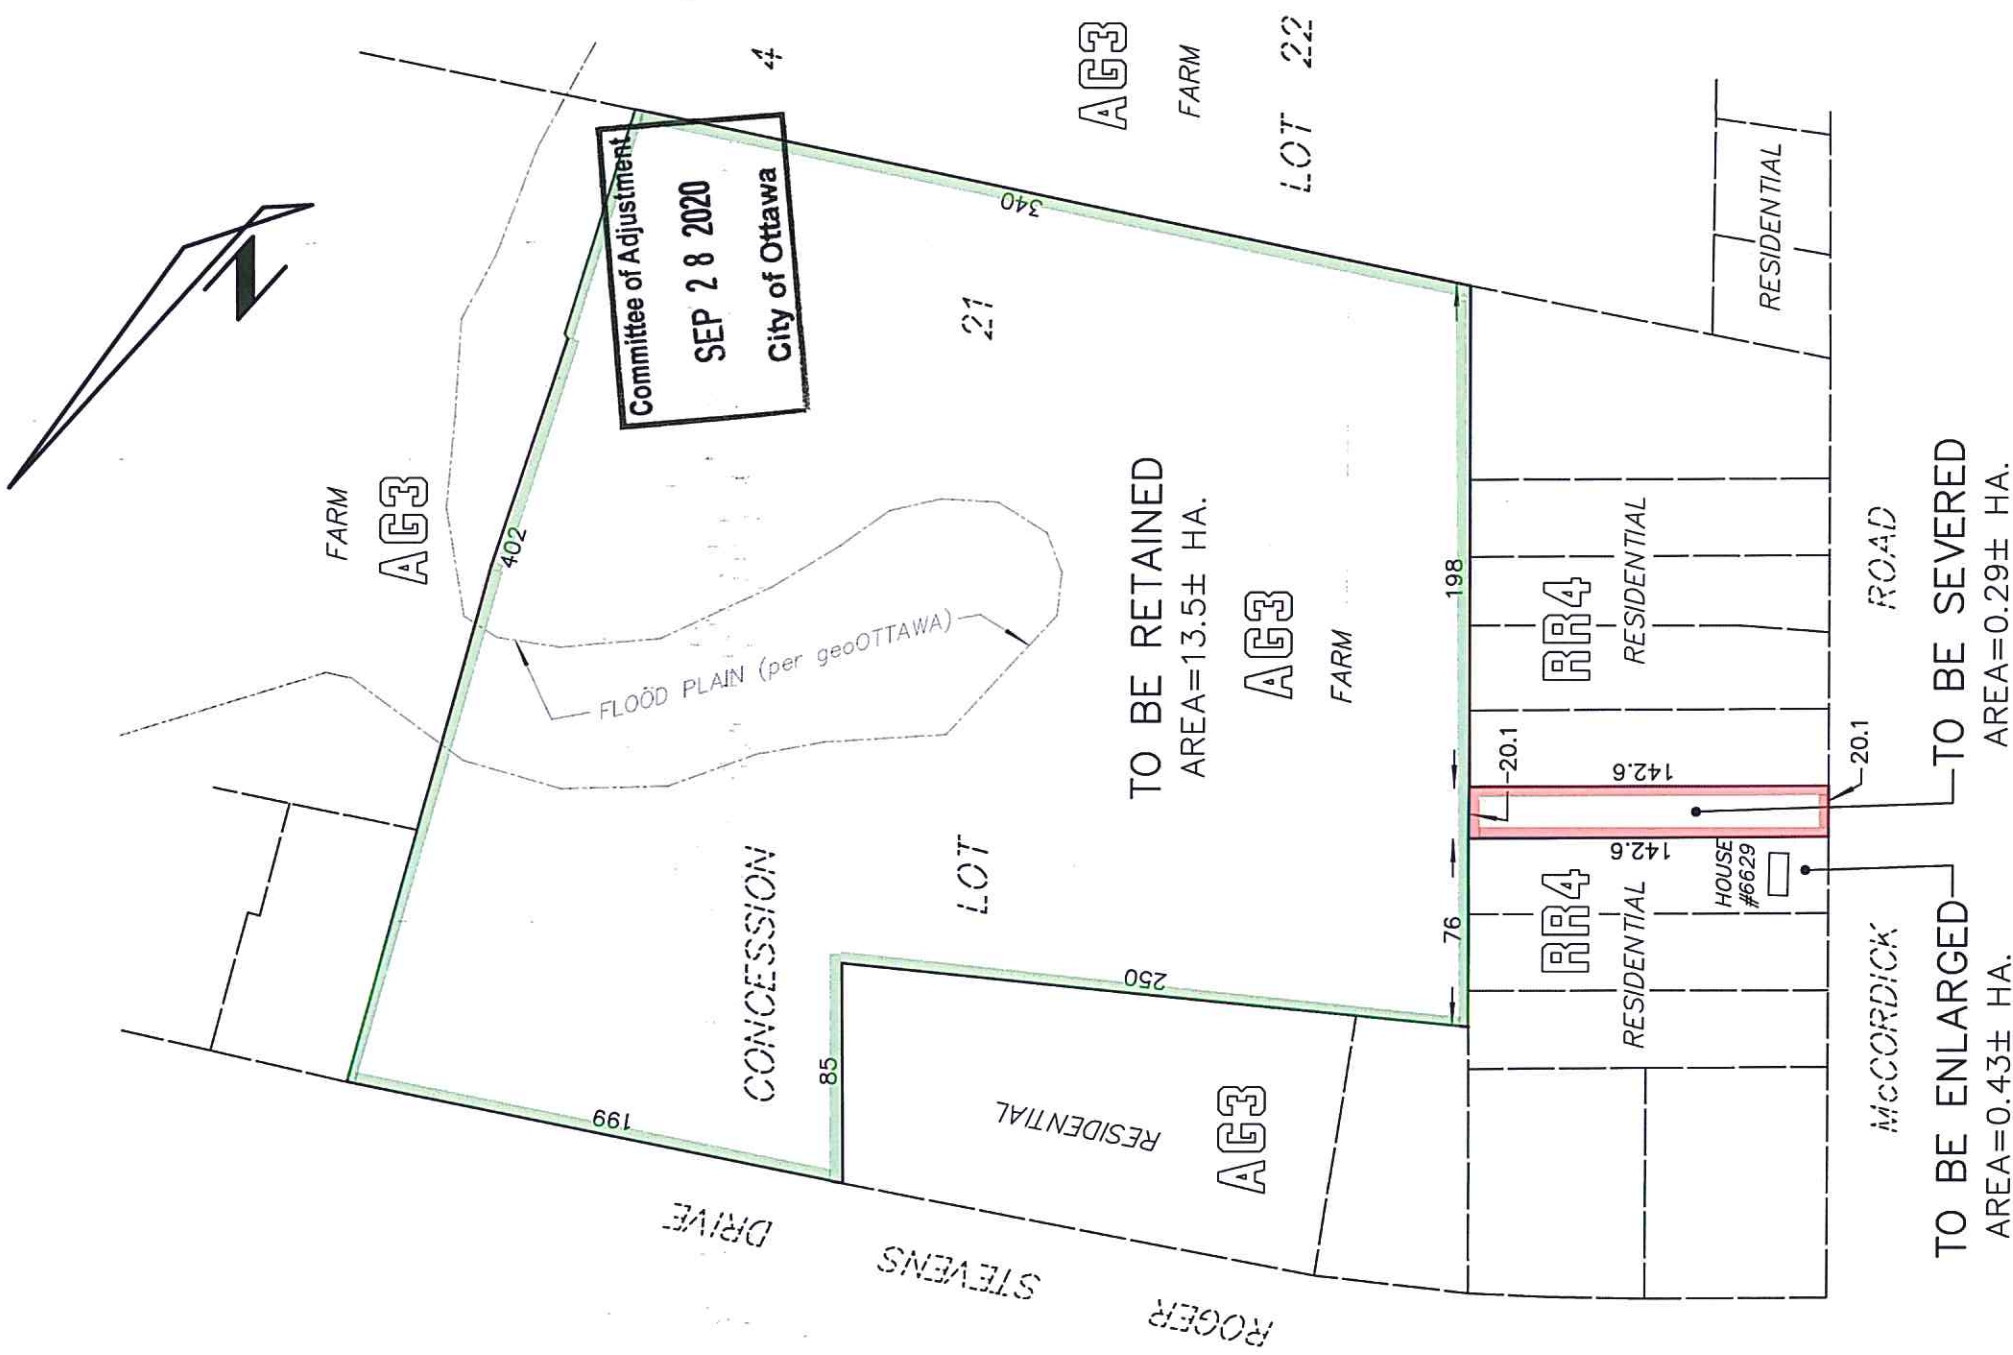 4
AG3
FARM
LOT 22
RESIDENTIAL
Committee of Adjustment
SEP 28 2020
City of Ottawa
340
21
N
FARM
AG3
402
FLOOD PLAIN (per geoOTTAWA)
TO BE RETAINED
AREA=13.5± HA.
AG3
FARM
198
RR4
RESIDENTIAL
ROAD
TO BE SEVERED
AREA=0.29± HA.
20.1
142.6
20.1
142.6
CONCESSION
LOT
HOUSE
#6629
RR4
RESIDENTIAL
76
250
85
199
RESIDENTIAL
AG3
McCORDICK
TO BE ENLARGED
AREA=0.43± HA.
ROGER
STEVENS
DRIVE